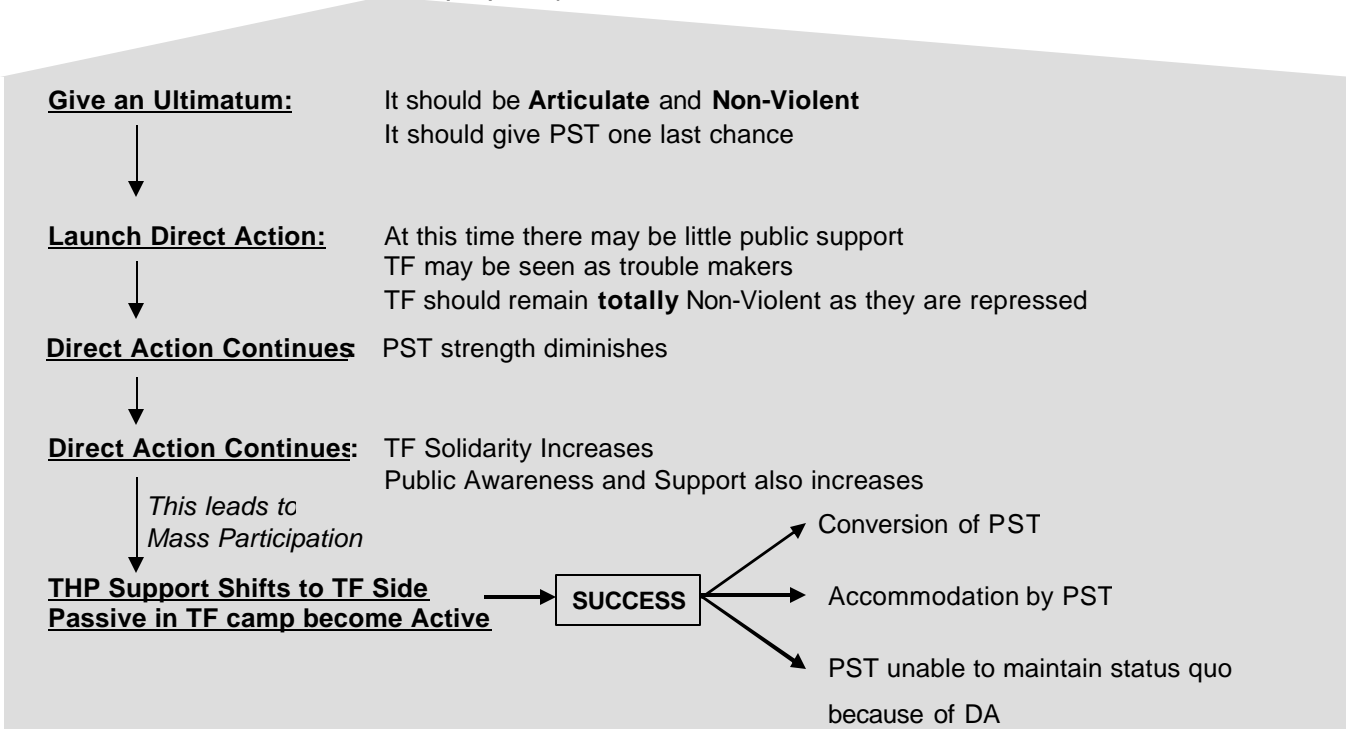 Give an Ultimatum: It should be Articulate and Non-Violent
It should give PST one last chance
Launch Direct Action: At this time there may be little public support
TF may be seen as trouble makers
TF should remain totally Non-Violent as they are repressed
Direct Action Continues: PST strength diminishes
Direct Action Continues: TF Solidarity Increases
Public Awareness and Support also increases
This leads to
Mass Participation
THP Support Shifts to TF Side
Passive in TF camp become Active
SUCCESS
Conversion of PST
Accommodation by PST
PST unable to maintain status quo
because of DA